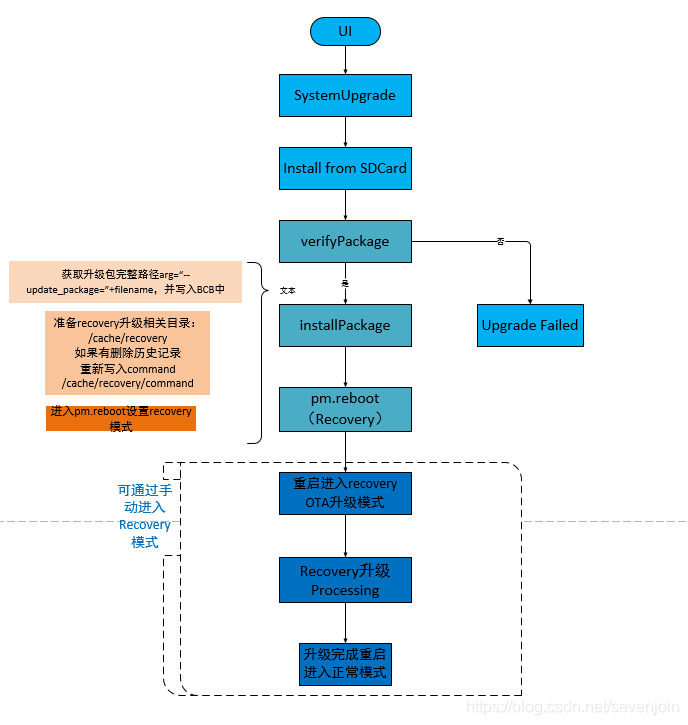 UI
SystemUpgrade
Install from SDCard
verifyPackage
否
是
获取升级包完整路径arg=“--
update_package=”+filename，并写入BCB中
文本
准备recovery升级相关目录：
/cache/recovery
如果有删除历史记录
重新写入command
/cache/recovery/command
installPackage
Upgrade Failed
进入pm.reboot设置recovery
模式
pm.reboot
（Recovery）
可通过手
动进入
Recovery
模式
重启进入recovery
OTA升级模式
Recovery升级
Processing
升级完成重启
进入正常模式
https://blog.csdn.net/sevenjoin